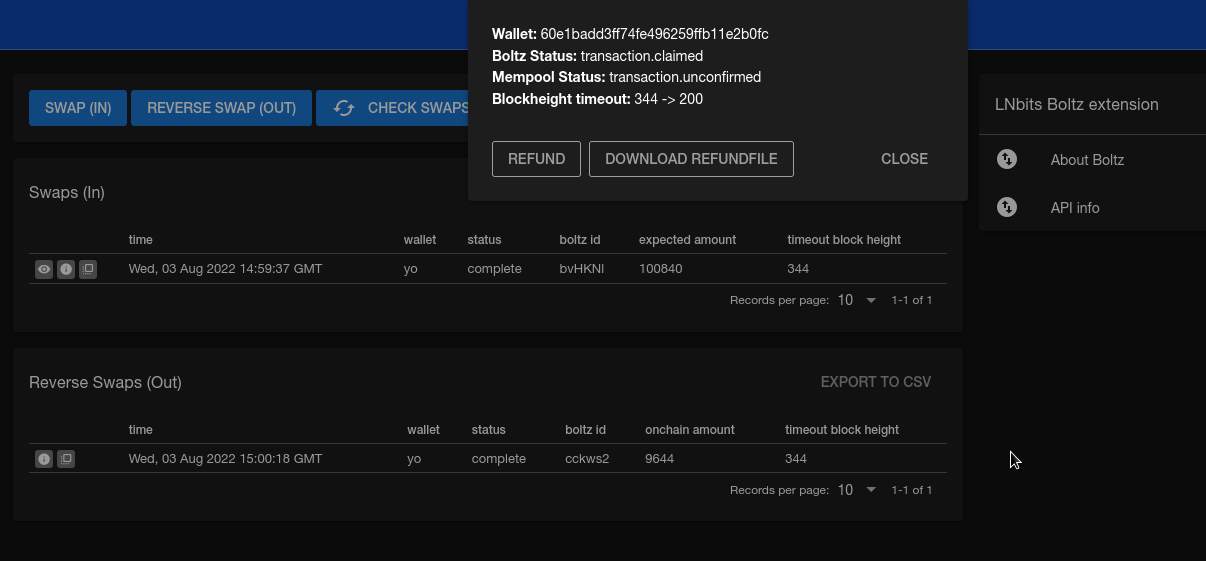 Wallet: 60e1badd3ff74fe496259ffb11e2b0fc
Boltz Status: transaction.claimed
Mempool Status: transaction.unconfirmed
Blockheight timeout: 344 -> 200
REFUND DOWNLOAD REFUNDFILE CLOSE
SWAP (IN) REVERSE SWAP (OUT) CHECK SWAPS
LNbits Boltz extension
About Boltz
API info
Swaps (In)
time wallet status boltz id expected amount timeout block height
Wed, 03 Aug 2022 14:59:37 GMT yo complete bvHKNI 100840 344
Records per page: 10 1-1 of 1
Reverse Swaps (Out) EXPORT TO CSV
time wallet status boltz id onchain amount timeout block height
Wed, 03 Aug 2022 15:00:18 GMT yo complete cckws2 9644 344
Records per page: 10 1-1 of 1